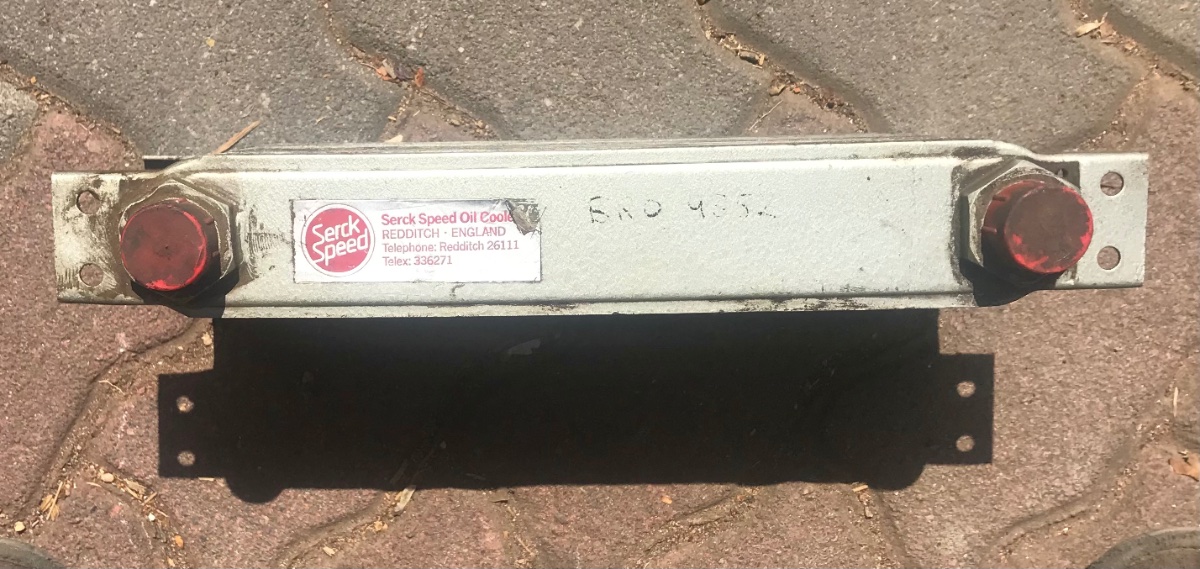 Serck
Speed
Serck Speed Oil Coole
REDDITCH · ENGLAND
Telephone: Redditch 26111
Telex: 336271